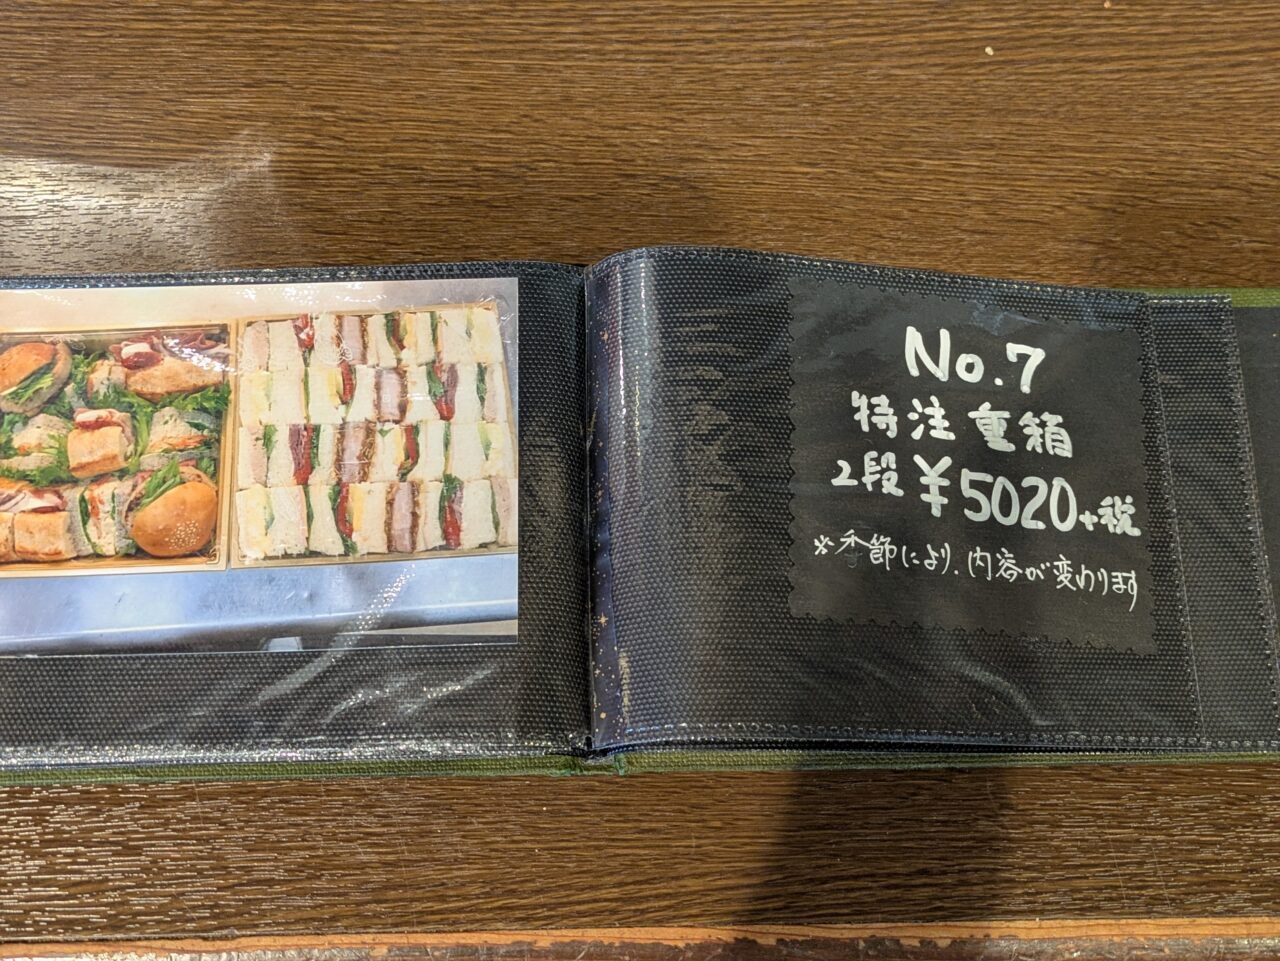 No.7
特注重箱
2段 ¥5020+税
※季節により、内容が変わります